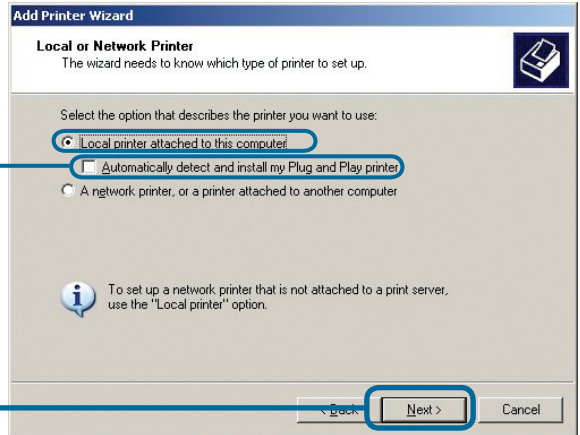 Add Printer Wizard
Local or Network Printer
The wizard needs to know which type of printer to set up.
Select the option that describes the printer you want to use:
Local printer attached to this computer
Automatically detect and install my Plug and Play printer
A network printer, or a printer attached to another computer
To set up a network printer that is not attached to a print server,
use the "Local printer" option.
< Back
Next >
Cancel